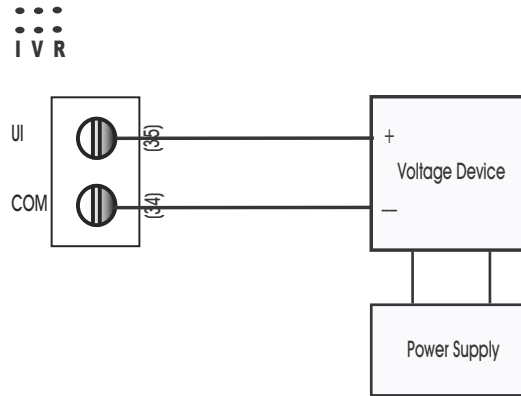 I V R
UI
(35)
+
Voltage Device
COM
(34)
—
Power Supply